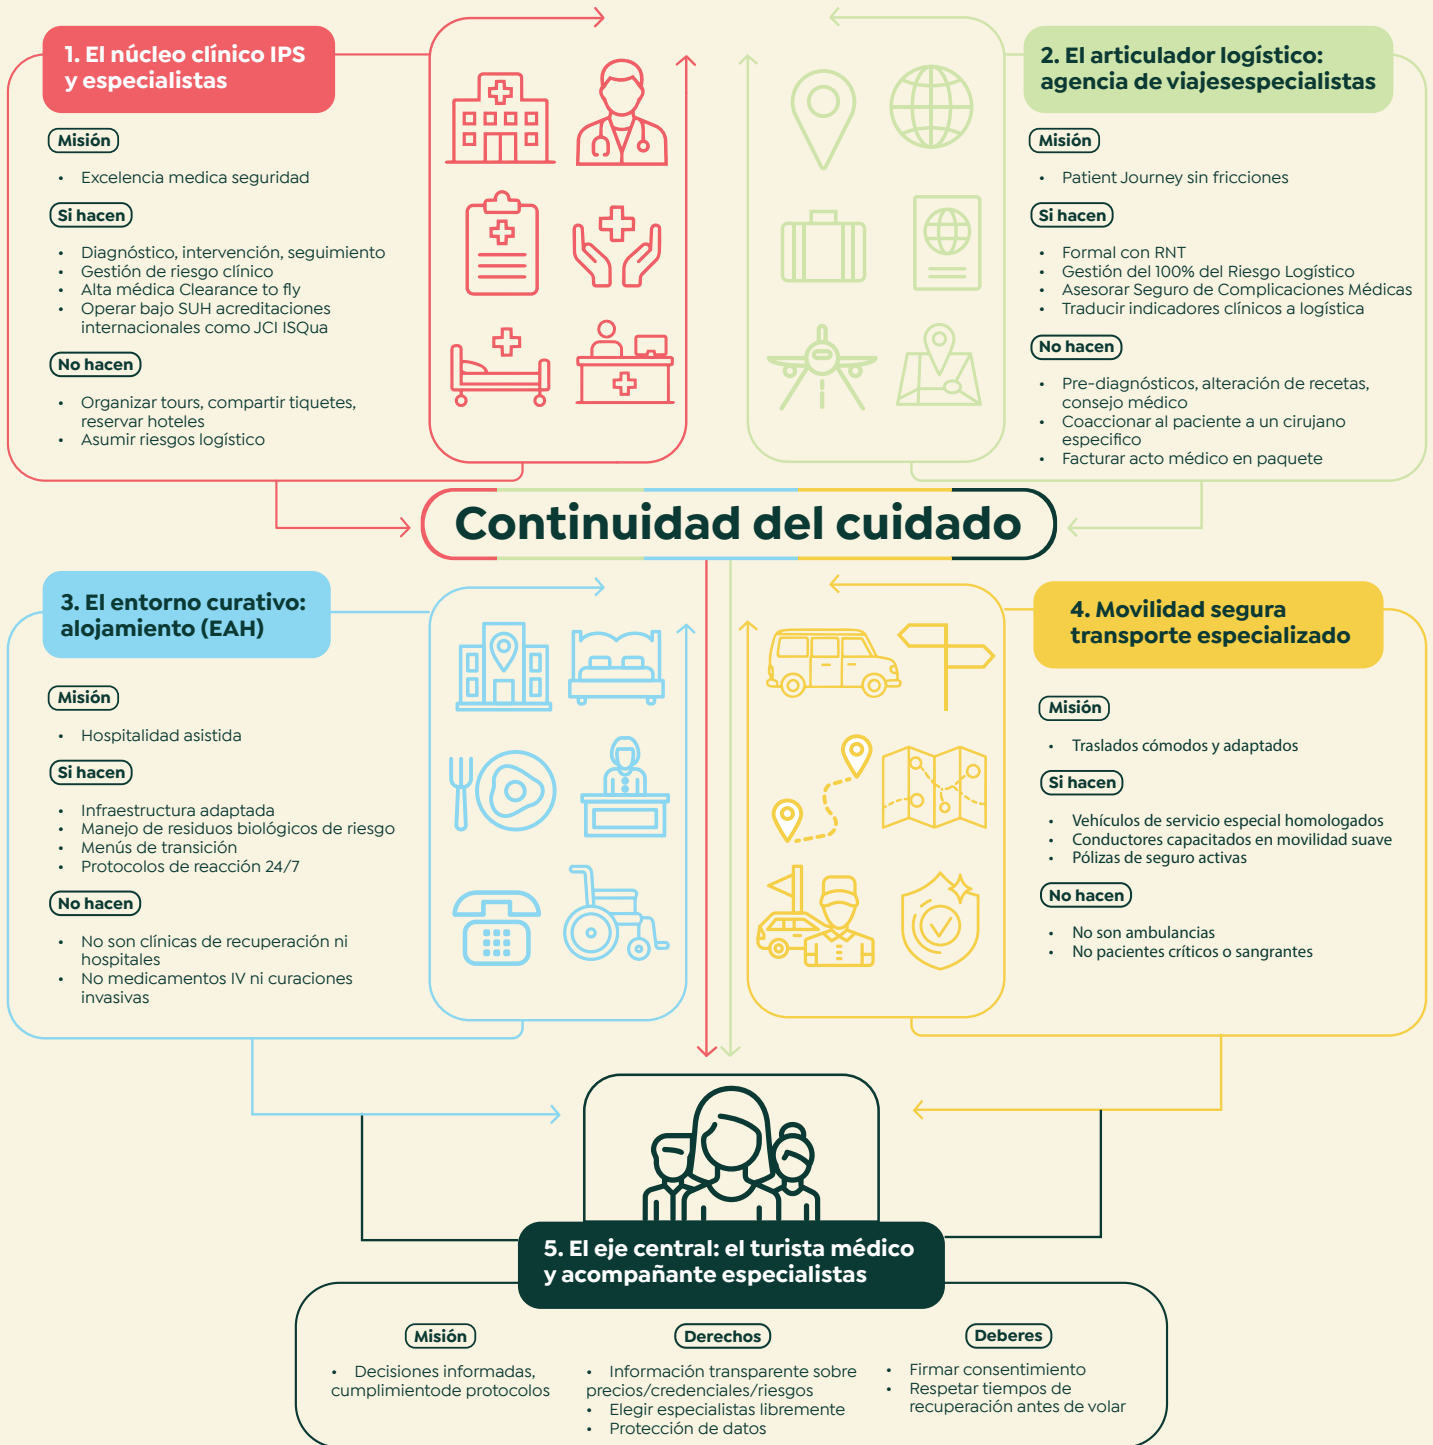 1. El núcleo clínico IPS
y especialistas
Misión
• Excelencia medica seguridad
Si hacen
• Diagnóstico, intervención, seguimiento
• Gestión de riesgo clínico
• Alta médica Clearance to fly
• Operar bajo SUH acreditaciones
internacionales como JCI ISQua
No hacen
• Organizar tours, compartir tiquetes,
reservar hoteles
• Asumir riesgos logístico
2. El articulador logístico:
agencia de viajesespecialistas
Misión
• Patient Journey sin fricciones
Si hacen
• Formal con RNT
• Gestión del 100% del Riesgo Logístico
• Asesorar Seguro de Complicaciones Médicas
• Traducir indicadores clínicos a logística
No hacen
• Pre-diagnósticos, alteración de recetas,
consejo médico
• Coaccionar al paciente a un cirujano
especifico
• Facturar acto médico en paquete
Continuidad del cuidado
3. El entorno curativo:
alojamiento (EAH)
Misión
• Hospitalidad asistida
Si hacen
• Infraestructura adaptada
• Manejo de residuos biológicos de riesgo
• Menús de transición
• Protocolos de reacción 24/7
No hacen
• No son clínicas de recuperación ni
hospitales
• No medicamentos IV ni curaciones
invasivas
4. Movilidad segura
transporte especializado
Misión
• Traslados cómodos y adaptados
Si hacen
• Vehículos de servicio especial homologados
• Conductores capacitados en movilidad suave
• Pólizas de seguro activas
No hacen
• No son ambulancias
• No pacientes críticos o sangrantes
5. El eje central: el turista médico
y acompañante especialistas
Misión
• Decisiones informadas,
cumplimientode protocolos
Derechos
• Información transparente sobre
precios/credenciales/riesgos
• Elegir especialistas libremente
• Protección de datos
Deberes
• Firmar consentimiento
• Respetar tiempos de
recuperación antes de volar